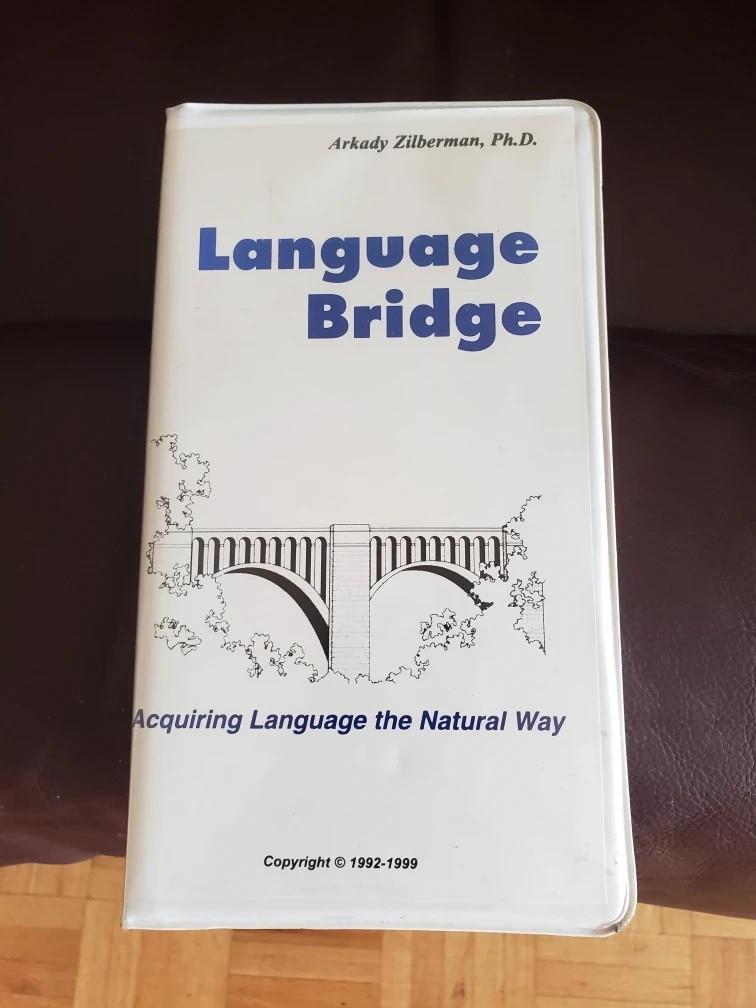 Arkady Zilberman, Ph.D.
Language
Bridge
Acquiring Language the Natural Way
Copyright © 1992-1999